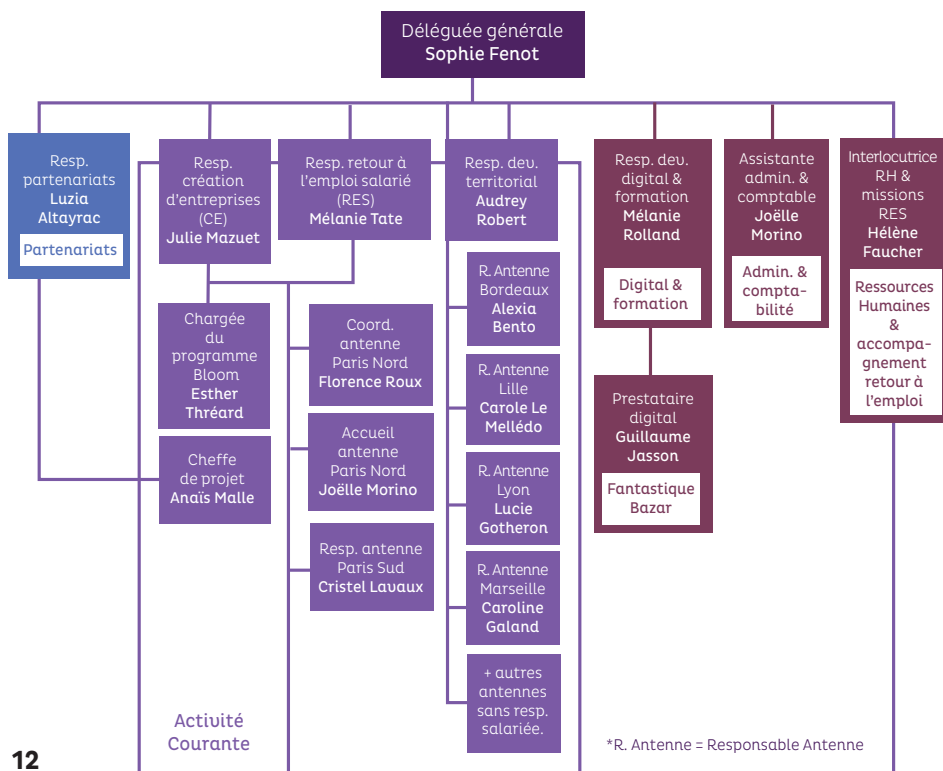 Déléguée générale
Sophie Fenot
Resp.
partenariats
Luzia
Altayrac
Partenariats
Resp.
création
d'entreprises
(CE)
Julie Mazuet
Resp. retour à
l'emploi salarié
(RES)
Mélanie Tate
Resp. dev.
territorial
Audrey
Robert
Resp. dev.
digital &
formation
Mélanie
Rolland
Digital &
formation
Assistante
admin. &
comptable
Joëlle
Morino
Admin. &
compta-
bilité
Interlocutrice
RH &
missions
RES
Hélène
Faucher
Ressources
Humaines
&
accompa-
gnement
retour à
l'emploi
Chargée
du
programme
Bloom
Esther
Thréard
Cheffe
de projet
Anaïs Malle
Coord.
antenne
Paris Nord
Florence Roux
Accueil
antenne
Paris Nord
Joëlle Morino
Resp. antenne
Paris Sud
Cristel Lavaux
R. Antenne
Bordeaux
Alexia
Bento
R. Antenne
Lille
Carole Le
Mellédo
R. Antenne
Lyon
Lucie
Gotheron
R. Antenne
Marseille
Caroline
Galand
+ autres
antennes
sans resp.
salariée.
Prestataire
digital
Guillaume
Jasson
Fantastique
Bazar
Activité
Courante
*R. Antenne = Responsable Antenne
12